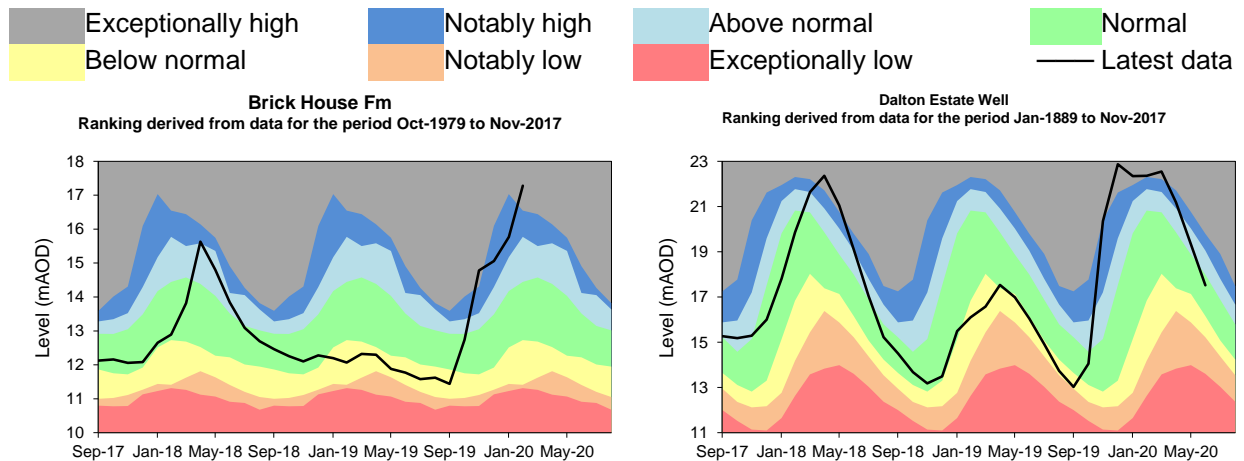 Exceptionally high Notably high Above normal Normal
Below normal Notably low Exceptionally low Latest data
Brick House Fm
Ranking derived from data for the period Oct-1979 to Nov-2017
Level (mAOD)
18
17
16
15
14
13
12
11
10
Sep-17 Jan-18 May-18 Sep-18 Jan-19 May-19 Sep-19 Jan-20 May-20
Dalton Estate Well
Ranking derived from data for the period Jan-1889 to Nov-2017
Level (mAOD)
23
21
19
17
15
13
11
Sep-17 Jan-18 May-18 Sep-18 Jan-19 May-19 Sep-19 Jan-20 May-20